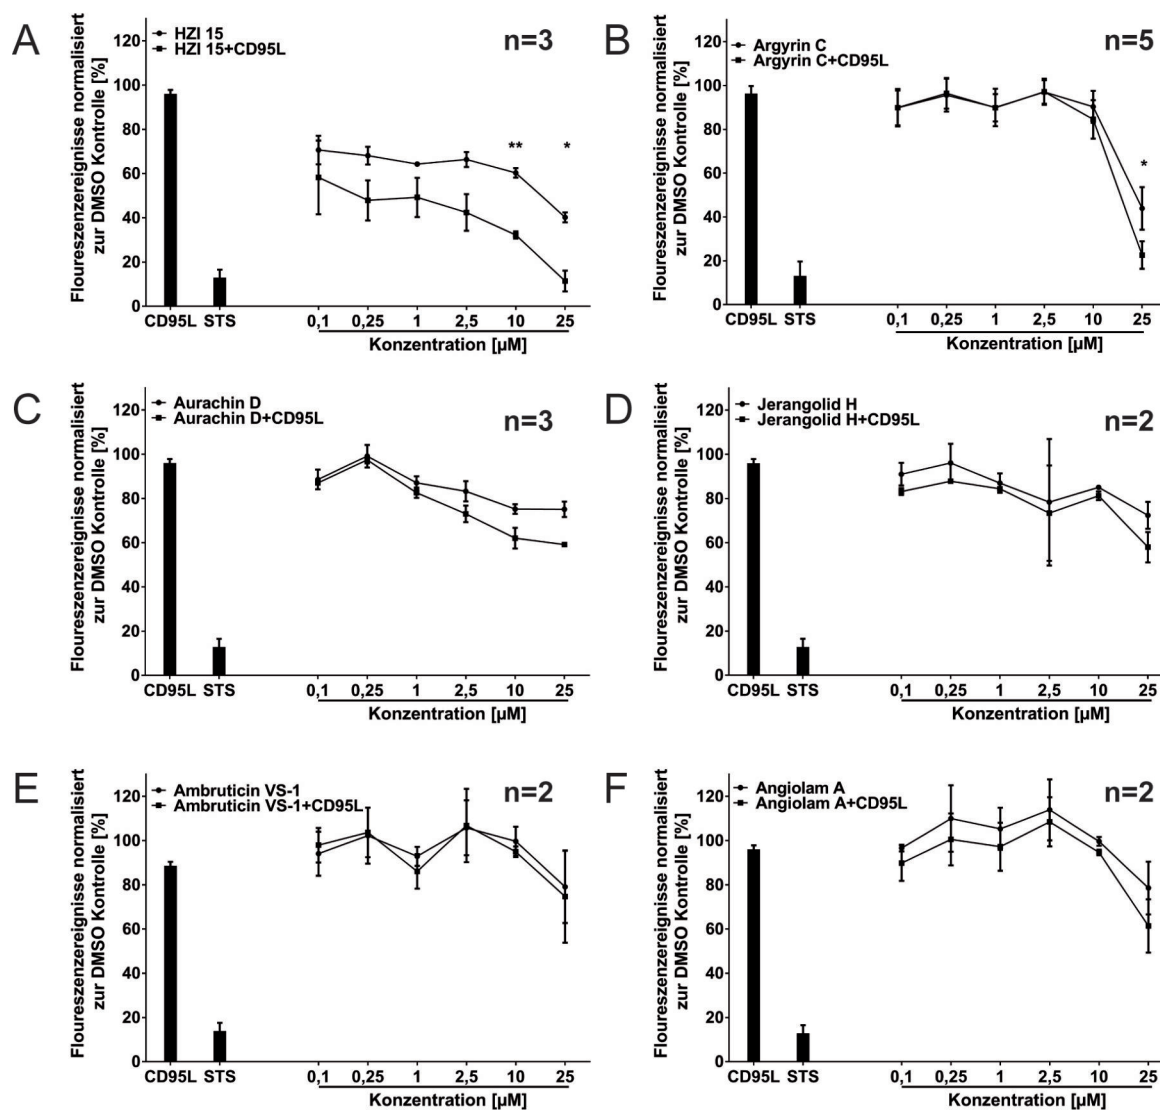 A
HZI 15
HZI 15+CD95L
n=3
Floureszenzereignisse normalisiert
zur DMSO Kontrolle [%]
120
100
80
60
40
20
0
** *
CD95L STS 0,1 0,25 1 2,5 10 25
Konzentration [µM]
B
Argyrin C
Argyrin C+CD95L
n=5
Floureszenzereignisse normalisiert
zur DMSO Kontrolle [%]
120
100
80
60
40
20
0
*
CD95L STS 0,1 0,25 1 2,5 10 25
Konzentration [µM]
C
Aurachin D
Aurachin D+CD95L
n=3
Floureszenzereignisse normalisiert
zur DMSO Kontrolle [%]
120
100
80
60
40
20
0
CD95L STS 0,1 0,25 1 2,5 10 25
Konzentration [µM]
D
Jerangolid H
Jerangolid H+CD95L
n=2
Floureszenzereignisse normalisiert
zur DMSO Kontrolle [%]
120
100
80
60
40
20
0
CD95L STS 0,1 0,25 1 2,5 10 25
Konzentration [µM]
E
Ambruticin VS-1
Ambruticin VS-1+CD95L
n=2
Floureszenzereignisse normalisiert
zur DMSO Kontrolle [%]
120
100
80
60
40
20
0
CD95L STS 0,1 0,25 1 2,5 10 25
Konzentration [µM]
F
Angiolam A
Angiolam A+CD95L
n=2
Floureszenzereignisse normalisiert
zur DMSO Kontrolle [%]
120
100
80
60
40
20
0
CD95L STS 0,1 0,25 1 2,5 10 25
Konzentration [µM]